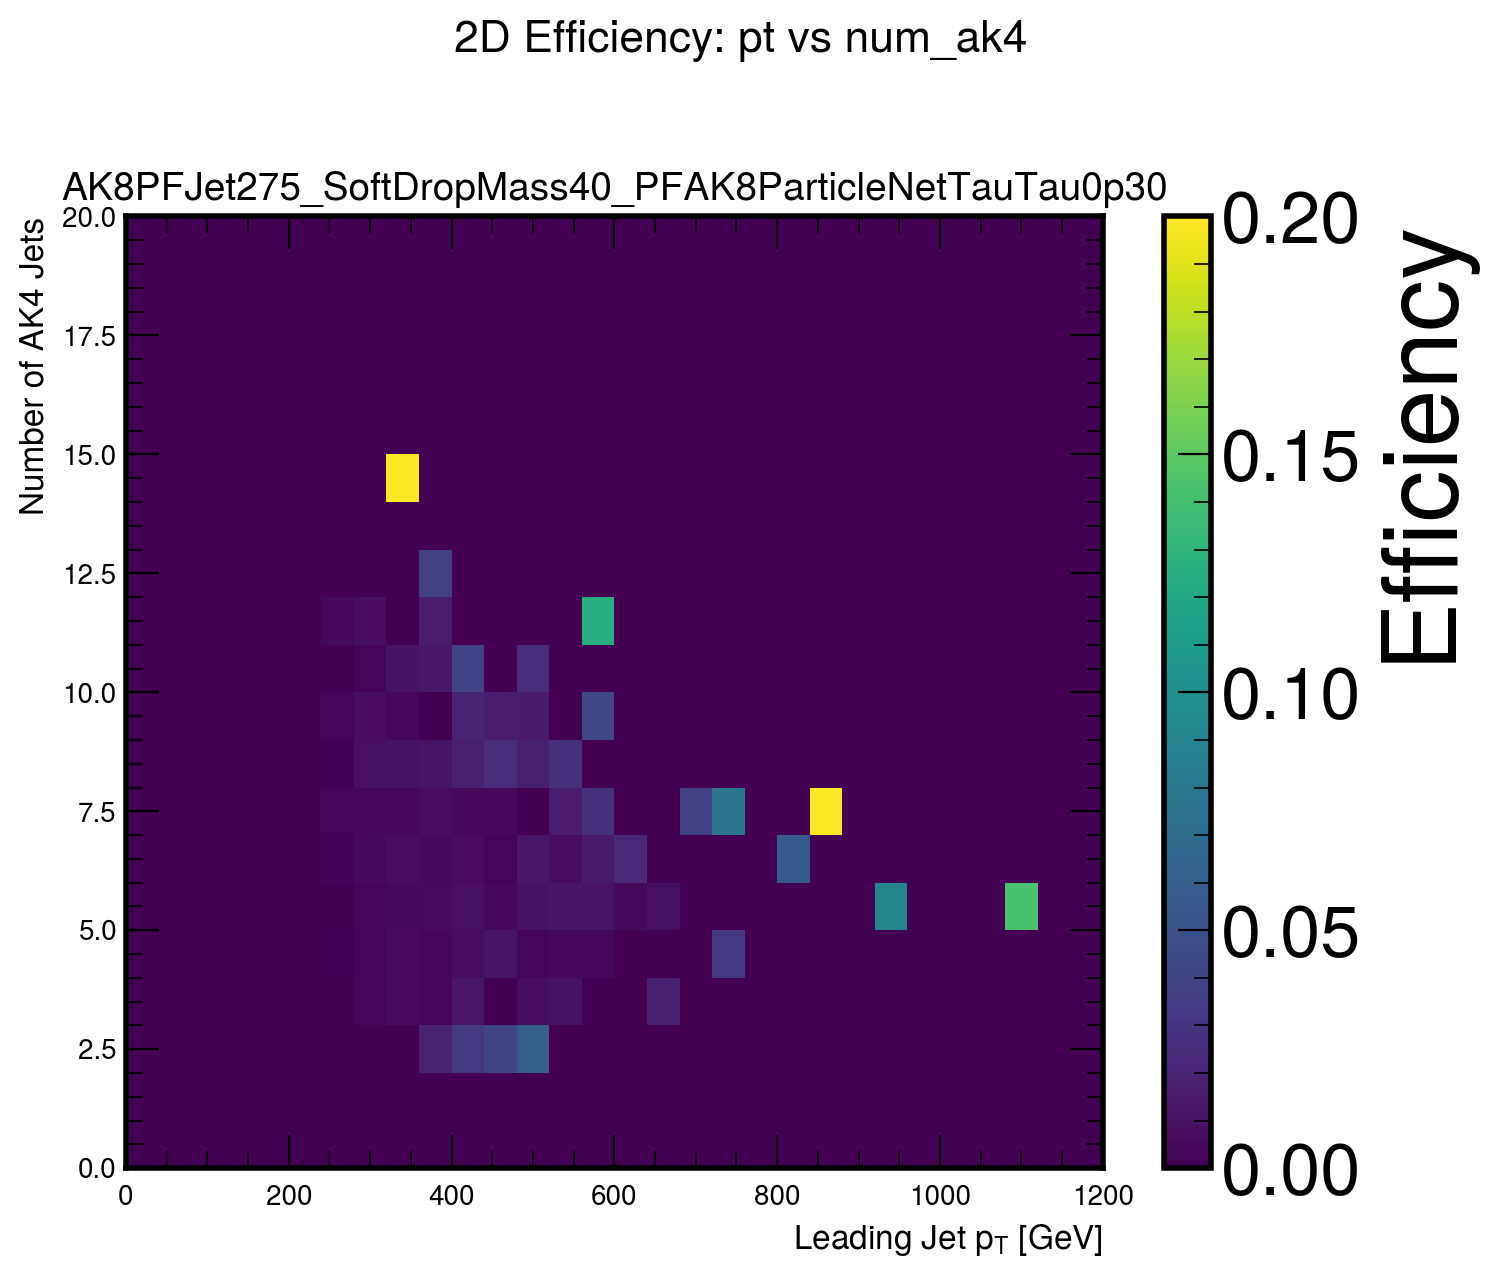 2D Efficiency: pt vs num_ak4
AK8PFJet275_SoftDropMass40_PFAK8ParticleNetTauTau0p30
Number of AK4 Jets
20.0
17.5
15.0
12.5
10.0
7.5
5.0
2.5
0.0
0 200 400 600 800 1000 1200
Leading Jet pT [GeV]
0.20
0.15
0.10
0.05
0.00
Efficiency